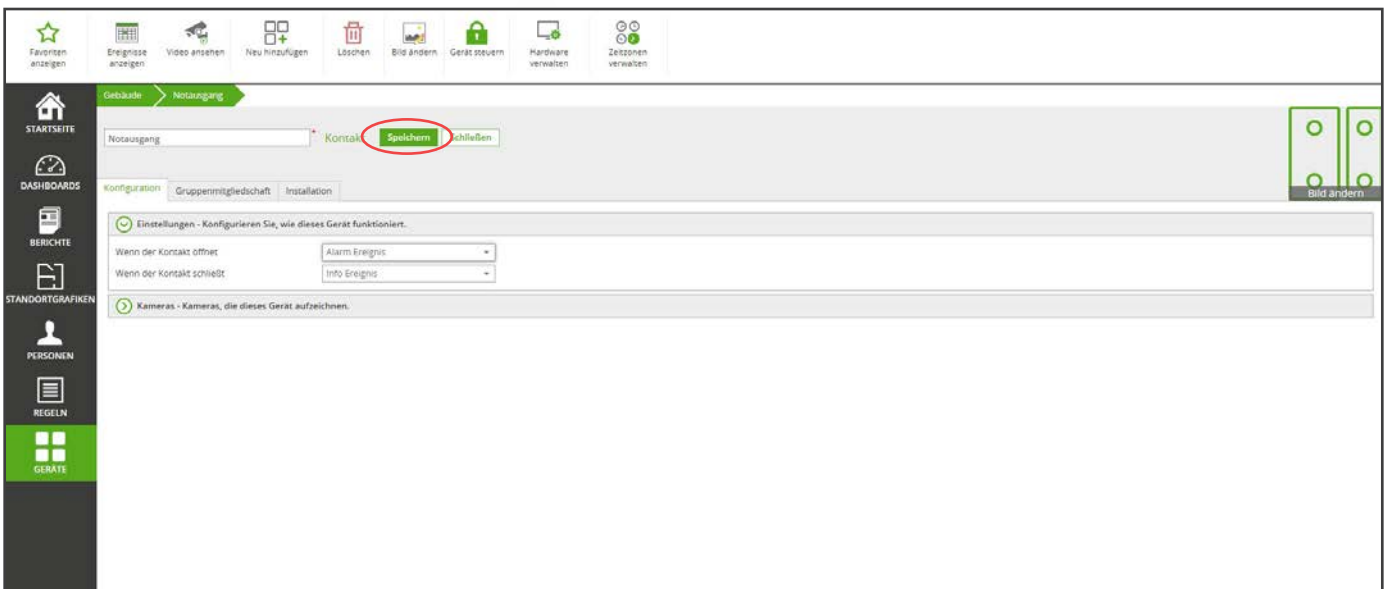 Favoriten
anzeigen
Ereignisse
anzeigen
Video ansehen
Neu hinzufügen
Löschen
Bild ändern
Gerät steuern
Hardware
verwalten
Zeitzonen
verwalten
STARTSEITE
DASHBOARDS
BERICHTE
STANDORTGRAFIKEN
PERSONEN
REGELN
GERÄTE
Gebäude Notausgang
Notausgang * Kontakt Speichern Schließen
Bild ändern
Konfiguration Gruppenmitgliedschaft Installation
Einstellungen - Konfigurieren Sie, wie dieses Gerät funktioniert.
Wenn der Kontakt öffnet Alarm Ereignis
Wenn der Kontakt schließt Info Ereignis
Kameras - Kameras, die dieses Gerät aufzeichnen.